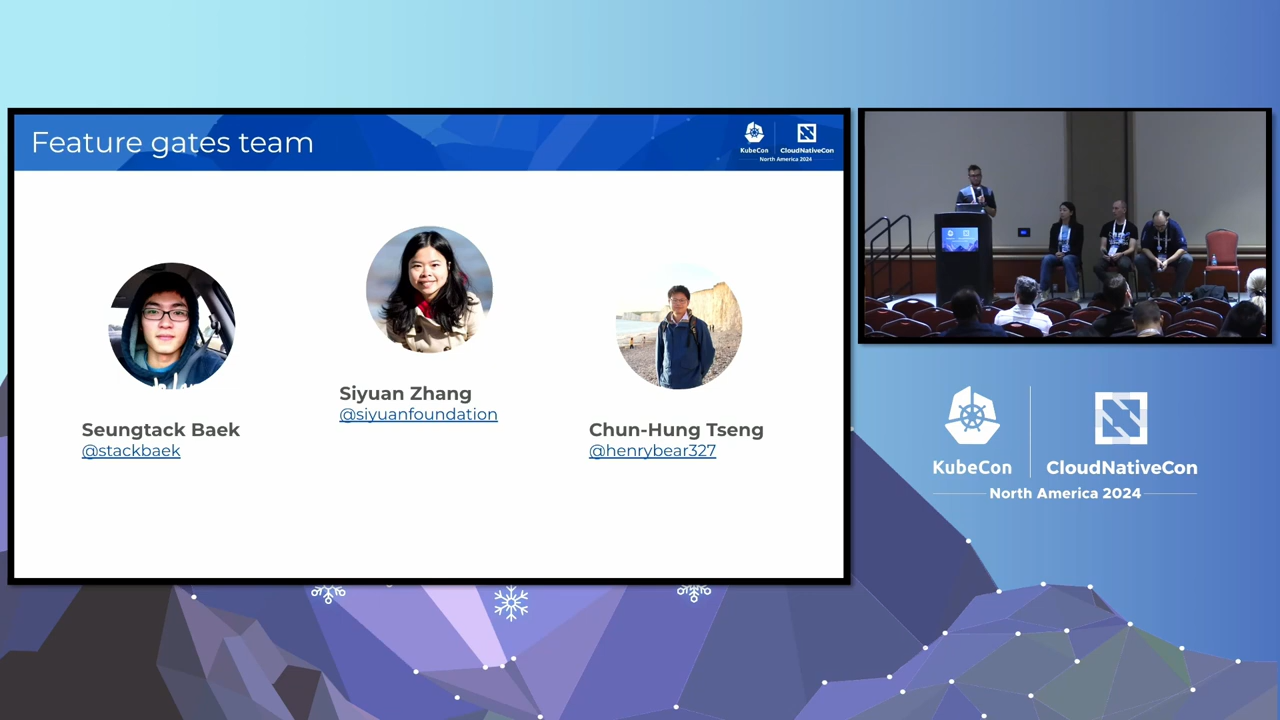 Feature gates team
KubeCon
CloudNativeCon
North America 2024
Siyuan Zhang
@siyuanfoundation
Seungtack Baek
@stackbaek
Chun-Hung Tseng
@henrybear327
KubeCon
CloudNativeCon
North America 2024